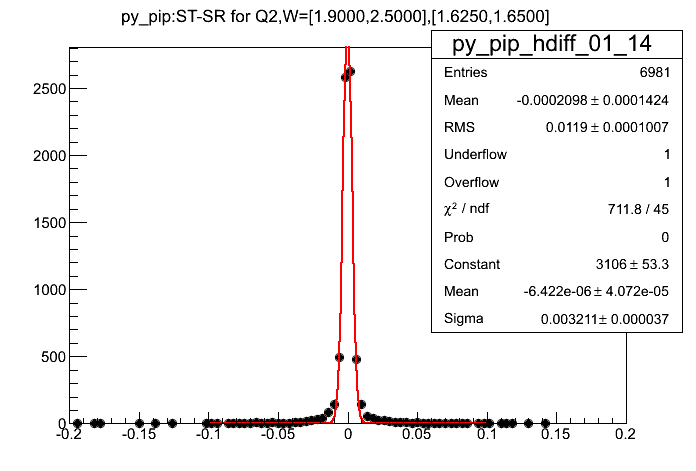 py_pip:ST-SR for Q2,W=[1.9000,2.5000],[1.6250,1.6500]
py_pip_hdiff_01_14
Entries 6981
Mean -0.0002098 ± 0.0001424
RMS 0.0119 ± 0.0001007
Underflow 1
Overflow 1
χ² / ndf 711.8 / 45
Prob 0
Constant 3106 ± 53.3
Mean -6.422e-06 ± 4.072e-05
Sigma 0.003211 ± 0.000037
2500
2000
1500
1000
500
0
-0.2 -0.15 -0.1 -0.05 0 0.05 0.1 0.15 0.2